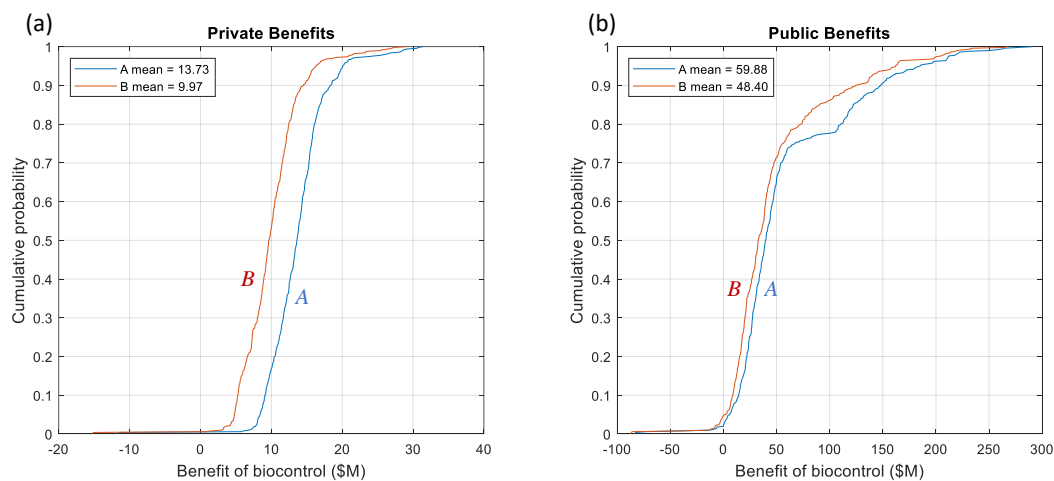 (a)
Private Benefits
A mean = 13.73
B mean = 9.97
B
A
Cumulative probability
0
0.1
0.2
0.3
0.4
0.5
0.6
0.7
0.8
0.9
1
-20
-10
0
10
20
30
40
Benefit of biocontrol ($M)
(b)
Public Benefits
A mean = 59.88
B mean = 48.40
B
A
Cumulative probability
0
0.1
0.2
0.3
0.4
0.5
0.6
0.7
0.8
0.9
1
-100
-50
0
50
100
150
200
250
300
Benefit of biocontrol ($M)